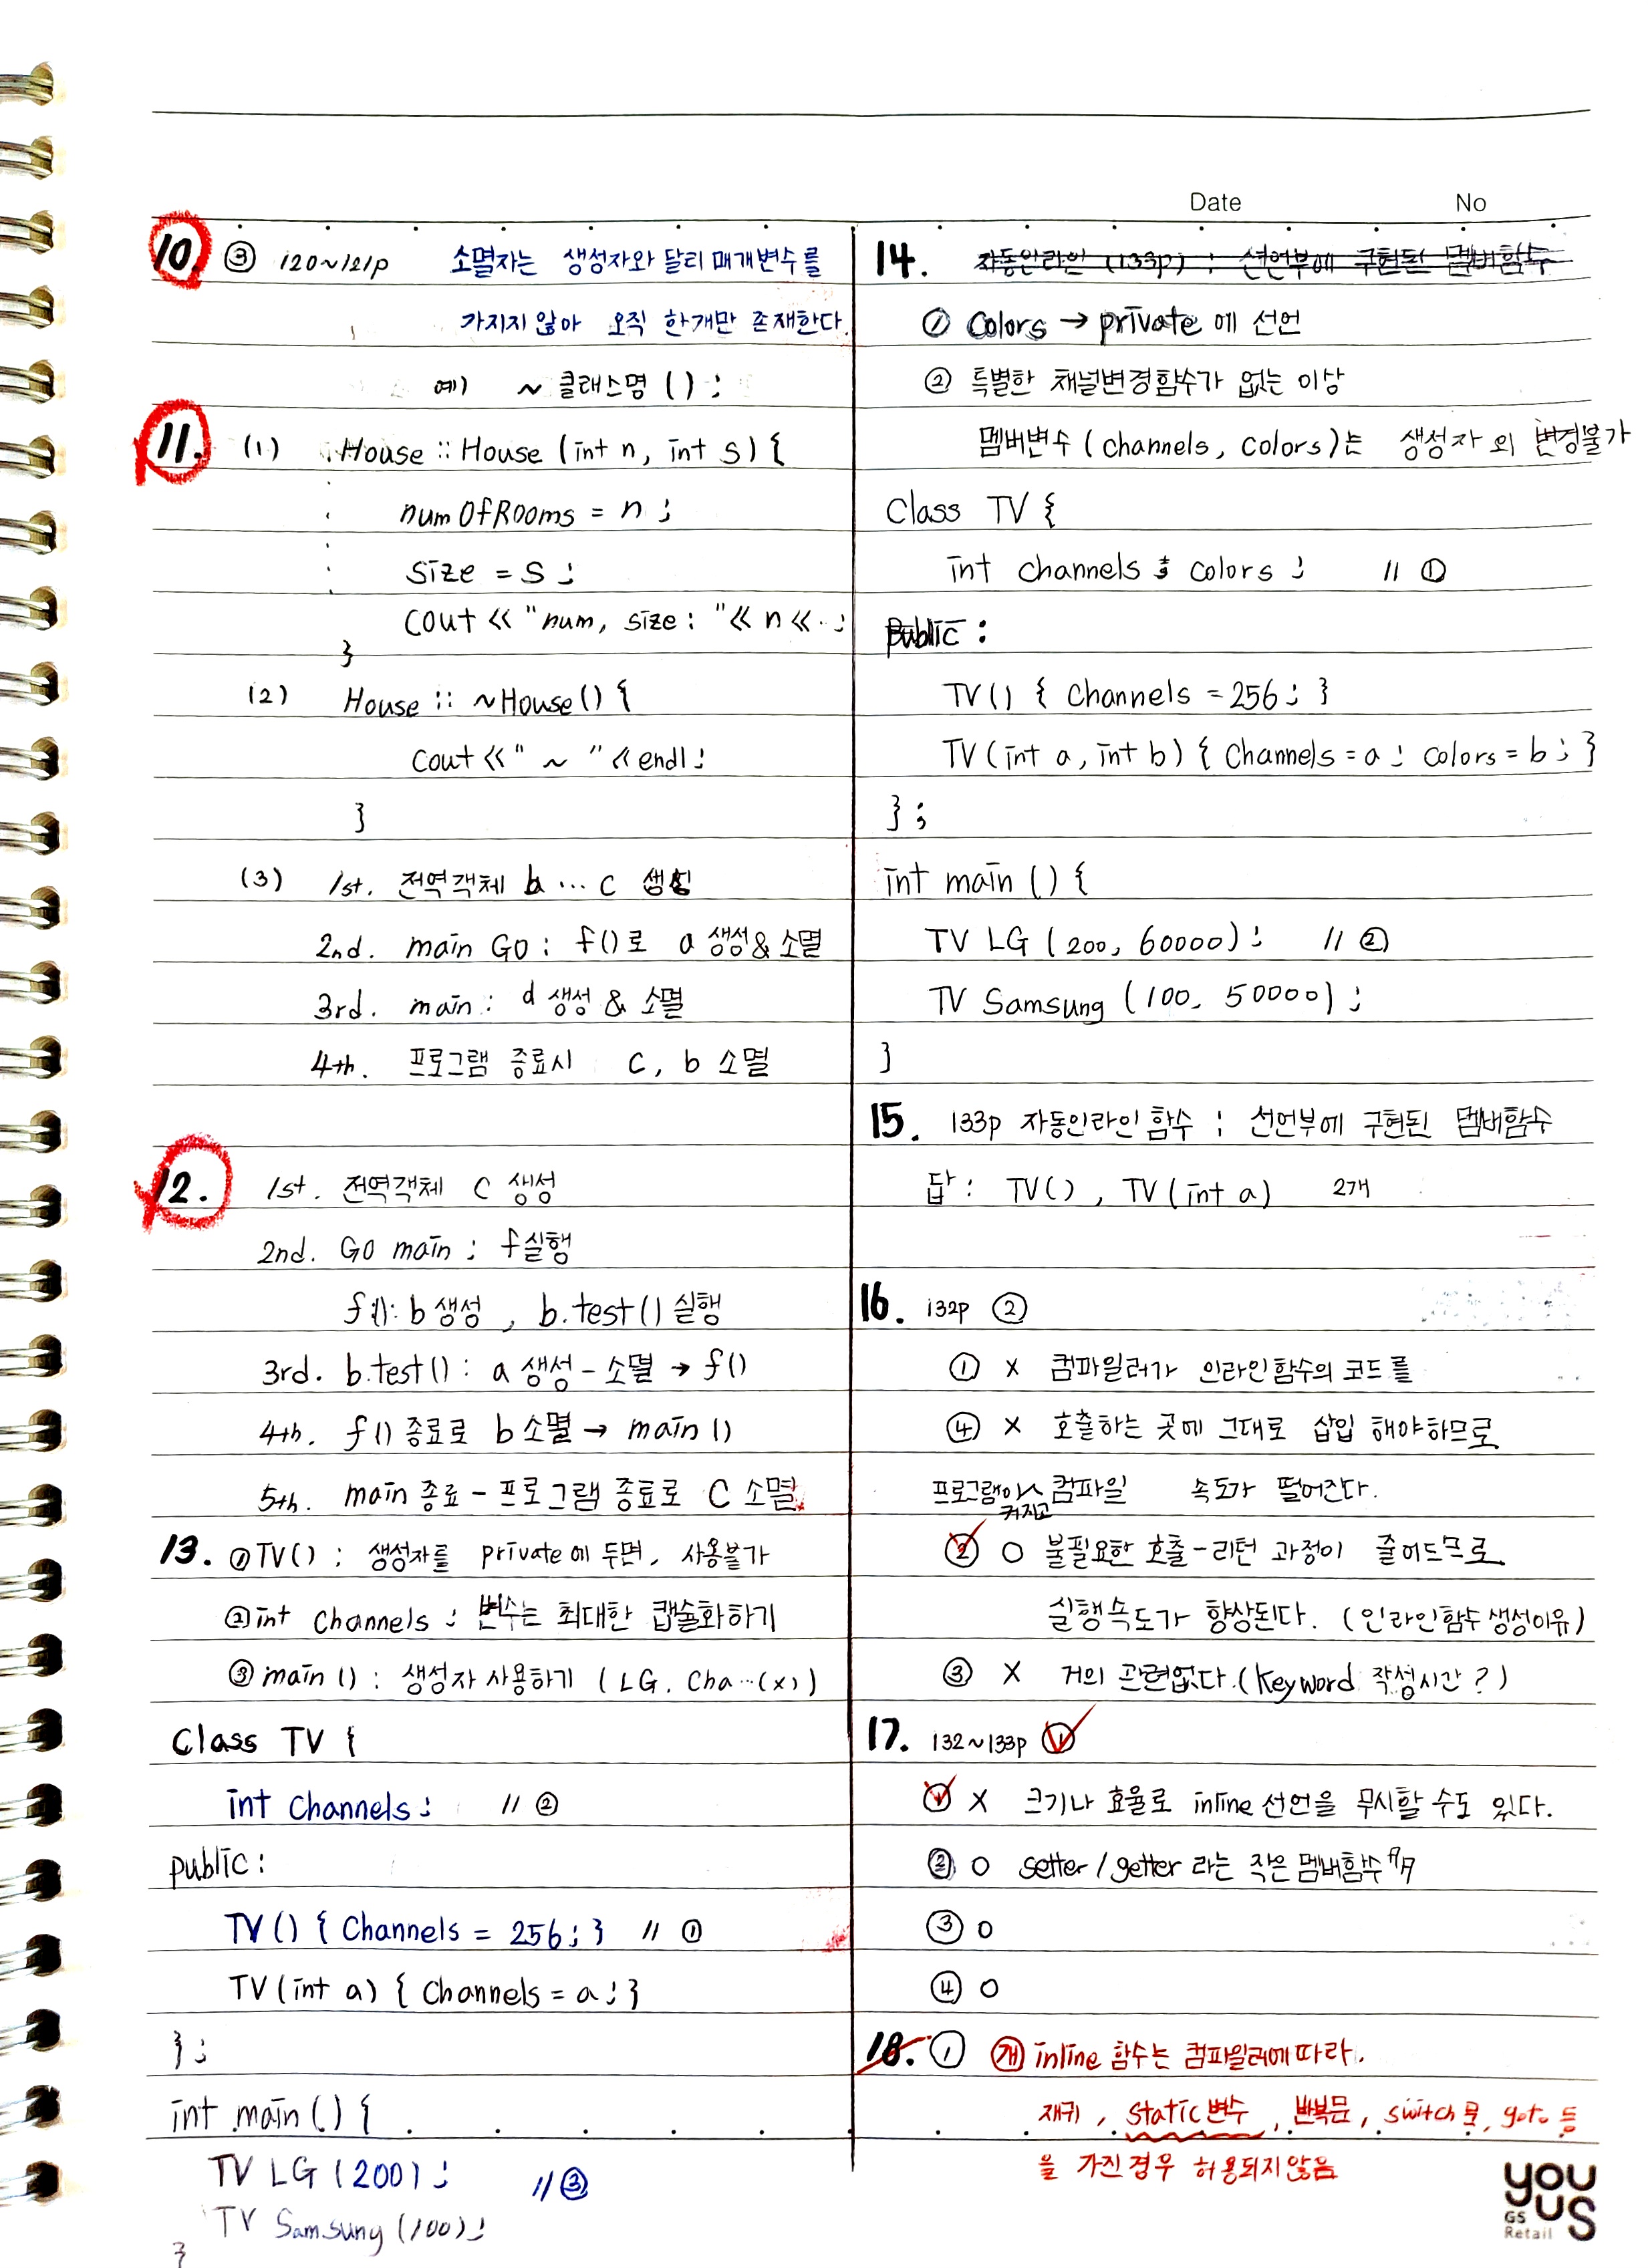 Date No
10 ③ 120~121p 소멸자는 생성자와 달리 매개변수를
가지지 않아 오직 한개만 존재한다.
예) ~클래스명 ( ) ;
11. (1) House :: House (int n, int s) {
numOfRooms = n ;
size = s ;
cout << "num, size : " << n << ·· ;
}
(2) House :: ~House() {
cout << " ~ " << endl ;
}
(3) 1st. 전역객체 b ... c 생성
2nd. main Go : f()로 a 생성 & 소멸
3rd. main : d 생성 & 소멸
4th. 프로그램 종료시 c, b 소멸
12. 1st. 전역객체 c 생성
2nd. Go main ; f실행
f(): b 생성 , b.test() 실행
3rd. b.test() : a 생성 - 소멸 → f()
4th. f() 종료로 b 소멸 → main ()
5th. main 종료 - 프로그램 종료로 C 소멸.
13. ① TV() : 생성자를 private에 두면, 사용불가
② int channels : 변수는 최대한 캡슐화하기
③ main () : 생성자 사용하기 (LG. Cha···(x))
Class TV {
int channels ; // ②
public :
TV() { Channels = 256 ; } // ①
TV (int a) { Channels = a ; }
} ;
int main () {
TV LG (200) ; // ③
TV Samsung (100) ;
}
14. 자동인라인 (133p) : 선언부에 구현된 멤버함수
① Colors → private 에 선언
② 특별한 채널변경함수가 없는 이상
멤버변수 (channels, colors)는 생성자 외 변경불가
Class TV {
int channels , colors ; // ①
Public :
TV() { Channels = 256 ; }
TV (int a, int b) { Channels = a ; colors = b ; }
} ;
int main () {
TV LG (200, 60000) ; // ②
TV Samsung (100, 50000) ;
}
15. 133p 자동인라인 함수 : 선언부에 구현된 멤버함수
답 : TV() , TV (int a) 2개
16. 132p ②
① X 컴파일러가 인라인함수의 코드를
④ X 호출하는 곳에 그대로 삽입 해야하므로
프로그램이 커지고 컴파일 속도가 떨어진다.
② O 불필요한 호출-리턴 과정이 줄어드므로
실행속도가 향상된다. (인라인함수 생성이유)
③ X 거의 관련없다. (Keyword 작성시간?)
17. 132~133p ①
① X 크기나 효율로 inline 선언을 무시할 수도 있다.
② O setter / getter 라는 작은 멤버함수
③ O
④ O
18. ① 개 inline 함수는 컴파일러에 따라.
재귀, static변수, 반복문, switch문, goto 등
을 가진 경우 허용되지않음
you
us
GS
Retail